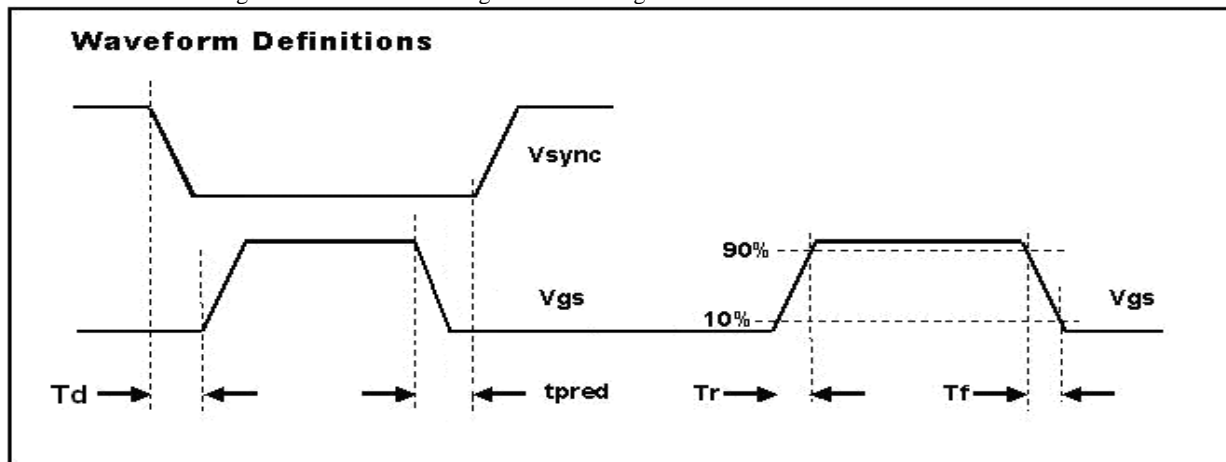 Waveform Definitions
Vsync
90%
Vgs
10%
Vgs
Td
tpred
Tr
Tf